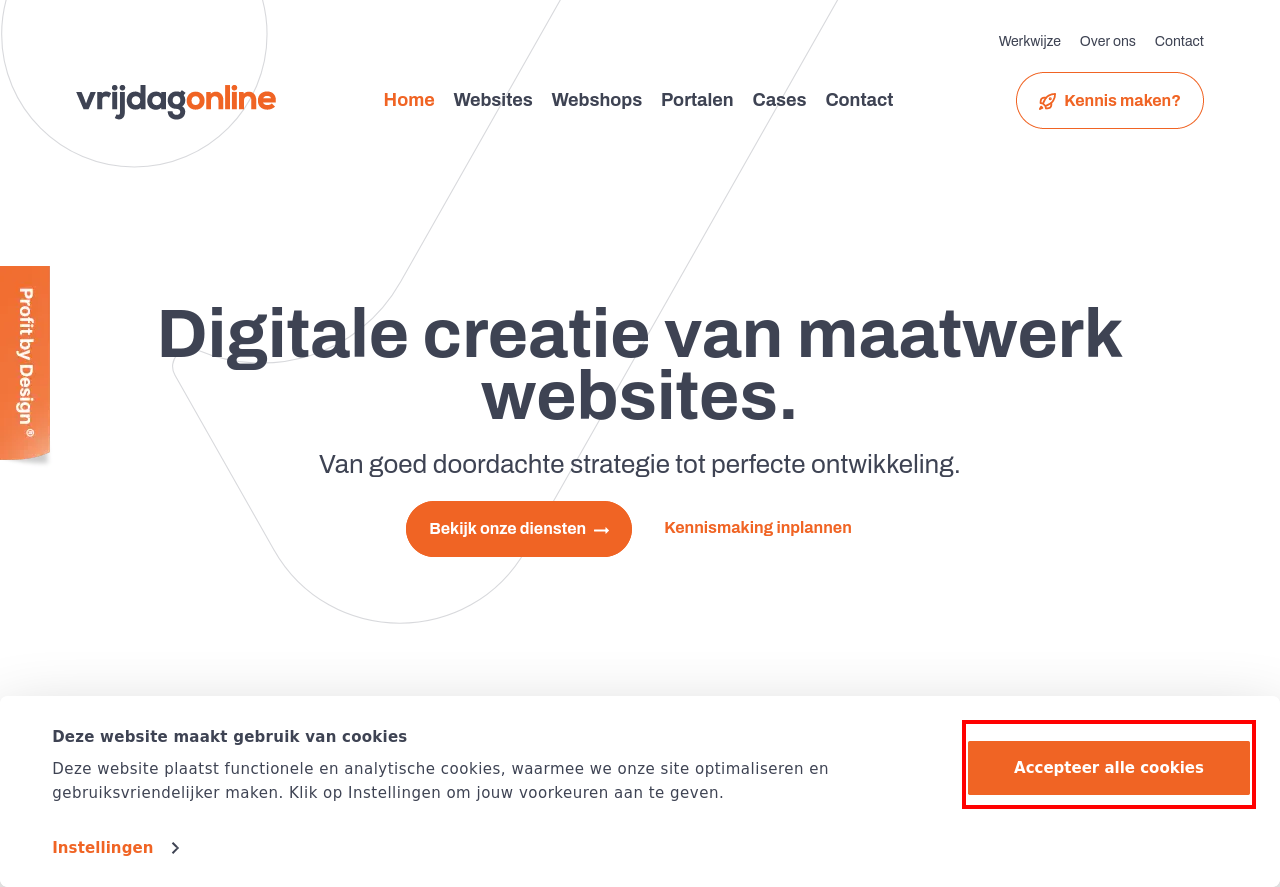 Werkwijze Over ons Contact
vrijdagonline
Home Websites Webshops Portalen Cases Contact
Kennis maken?
Profit by Design ®
Digitale creatie van maatwerk
websites.
Van goed doordachte strategie tot perfecte ontwikkeling.
Bekijk onze diensten
Kennismaking inplannen
Deze website maakt gebruik van cookies
Deze website plaatst functionele en analytische cookies, waarmee we onze site optimaliseren en
gebruiksvriendelijker maken. Klik op Instellingen om jouw voorkeuren aan te geven.
Accepteer alle cookies
Instellingen